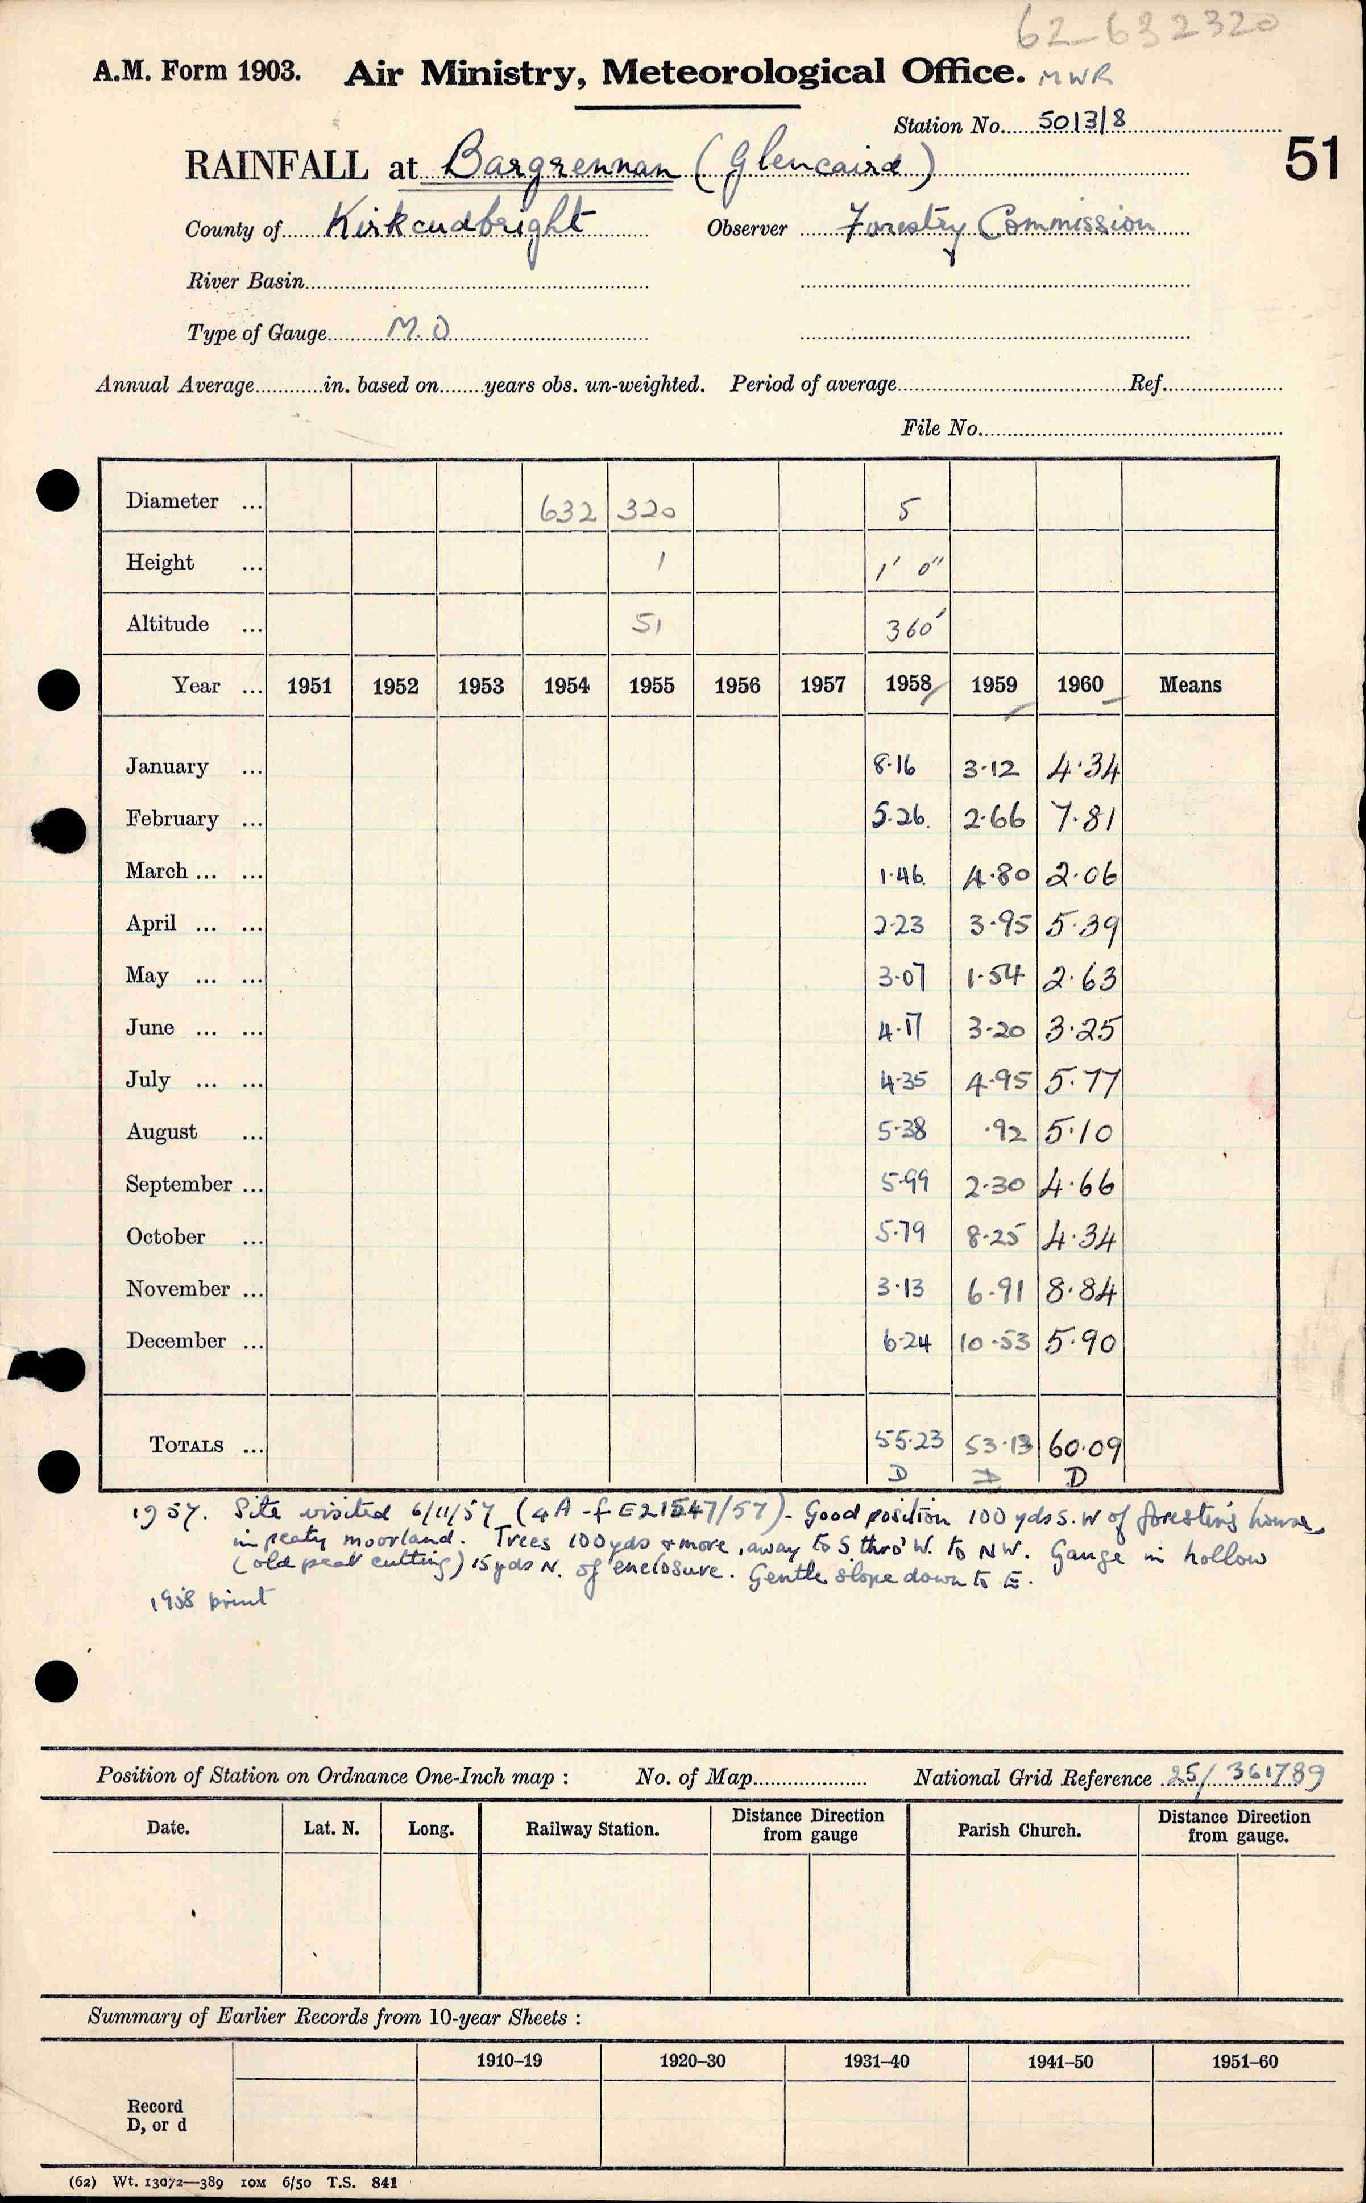 62-632320
A.M. Form 1903. Air Ministry, Meteorological Office. MWR
Station No. 5013/8
51
RAINFALL at Bargrennan (Glencaird)
County of Kirkcudbright Observer Forestry Commission
River Basin
Type of Gauge M.O
Annual Average in. based on years obs. un-weighted. Period of average Ref.
File No.
Diameter ... 632 320 5
Height ... 1 1' 0"
Altitude ... 51 360'
Year ... 1951 1952 1953 1954 1955 1956 1957 1958 1959 1960 Means
January ... 8.16 3.12 4.34
February ... 5.26 2.66 7.81
March ... ... 1.46 4.80 2.06
April ... ... 2.23 3.95 5.39
May ... ... 3.07 1.54 2.63
June ... ... 4.17 3.20 3.25
July ... ... 4.35 4.95 5.77
August ... 5.38 .92 5.10
September ... 5.99 2.30 4.66
October ... 5.79 8.25 4.34
November ... 3.13 6.91 8.84
December ... 6.24 10.53 5.90
TOTALS ... 55.23 53.13 60.09
D D D
1957. Site visited 6/11/57 (4A -f E21547/57) - Good position 100 yds S.W of forester's house
in peaty moorland. Trees 100yds & more, away to S thro' W. to NW. Gauge in hollow
(old peat cutting) 15yds N. of enclosure. Gentle slope down to E.
1958 print
Position of Station on Ordnance One-Inch map : No. of Map National Grid Reference 25/361789
Date. Lat. N. Long. Railway Station. Distance Direction from gauge Parish Church. Distance Direction from gauge.
Summary of Earlier Records from 10-year Sheets :
1910–19 1920–30 1931–40 1941–50 1951–60
Record
D, or d
(62) Wt. 13072—389 10M 6/50 T.S. 841